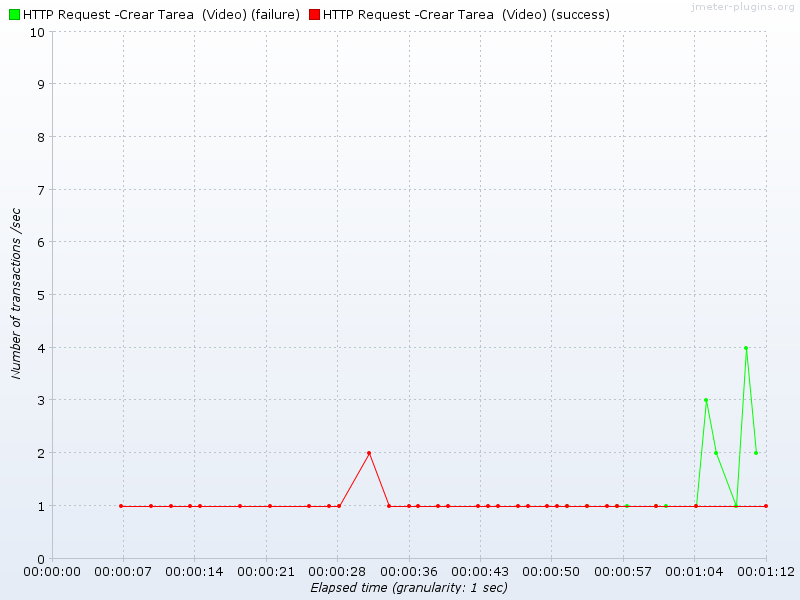 jmeter-plugins.org
HTTP Request -Crear Tarea (Video) (failure) HTTP Request -Crear Tarea (Video) (success)
10
9
8
7
6
5
4
3
2
1
0
Number of transactions /sec
00:00:00 00:00:07 00:00:14 00:00:21 00:00:28 00:00:36 00:00:43 00:00:50 00:00:57 00:01:04 00:01:12
Elapsed time (granularity: 1 sec)